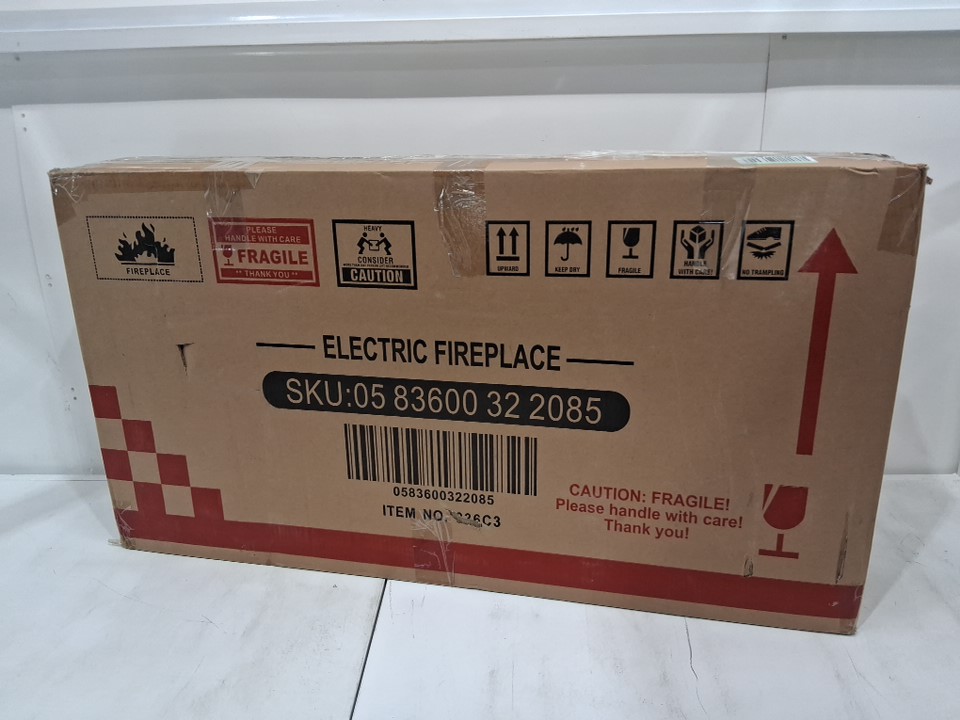 FIREPLACE
PLEASE
HANDLE WITH CARE
FRAGILE
** THANK YOU **
HEAVY
CONSIDER
CAUTION
UPWARD
KEEP DRY
FRAGILE
HANDLE
WITH CARE!
NO TRAMPLING
ELECTRIC FIREPLACE
SKU:05 83600 32 2085
0583600322085
ITEM NO.
CAUTION: FRAGILE!
Please handle with care!
Thank you!